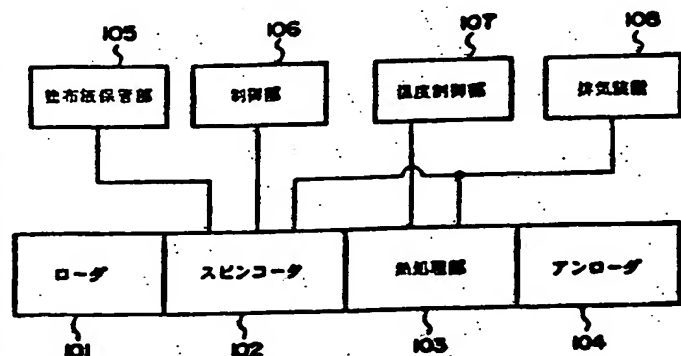 105
106
107
108
塗布液保管部
制御部
温度制御部
排気装置
ローダ
スピンコータ
熱処理部
アンローダ
101
102
103
104